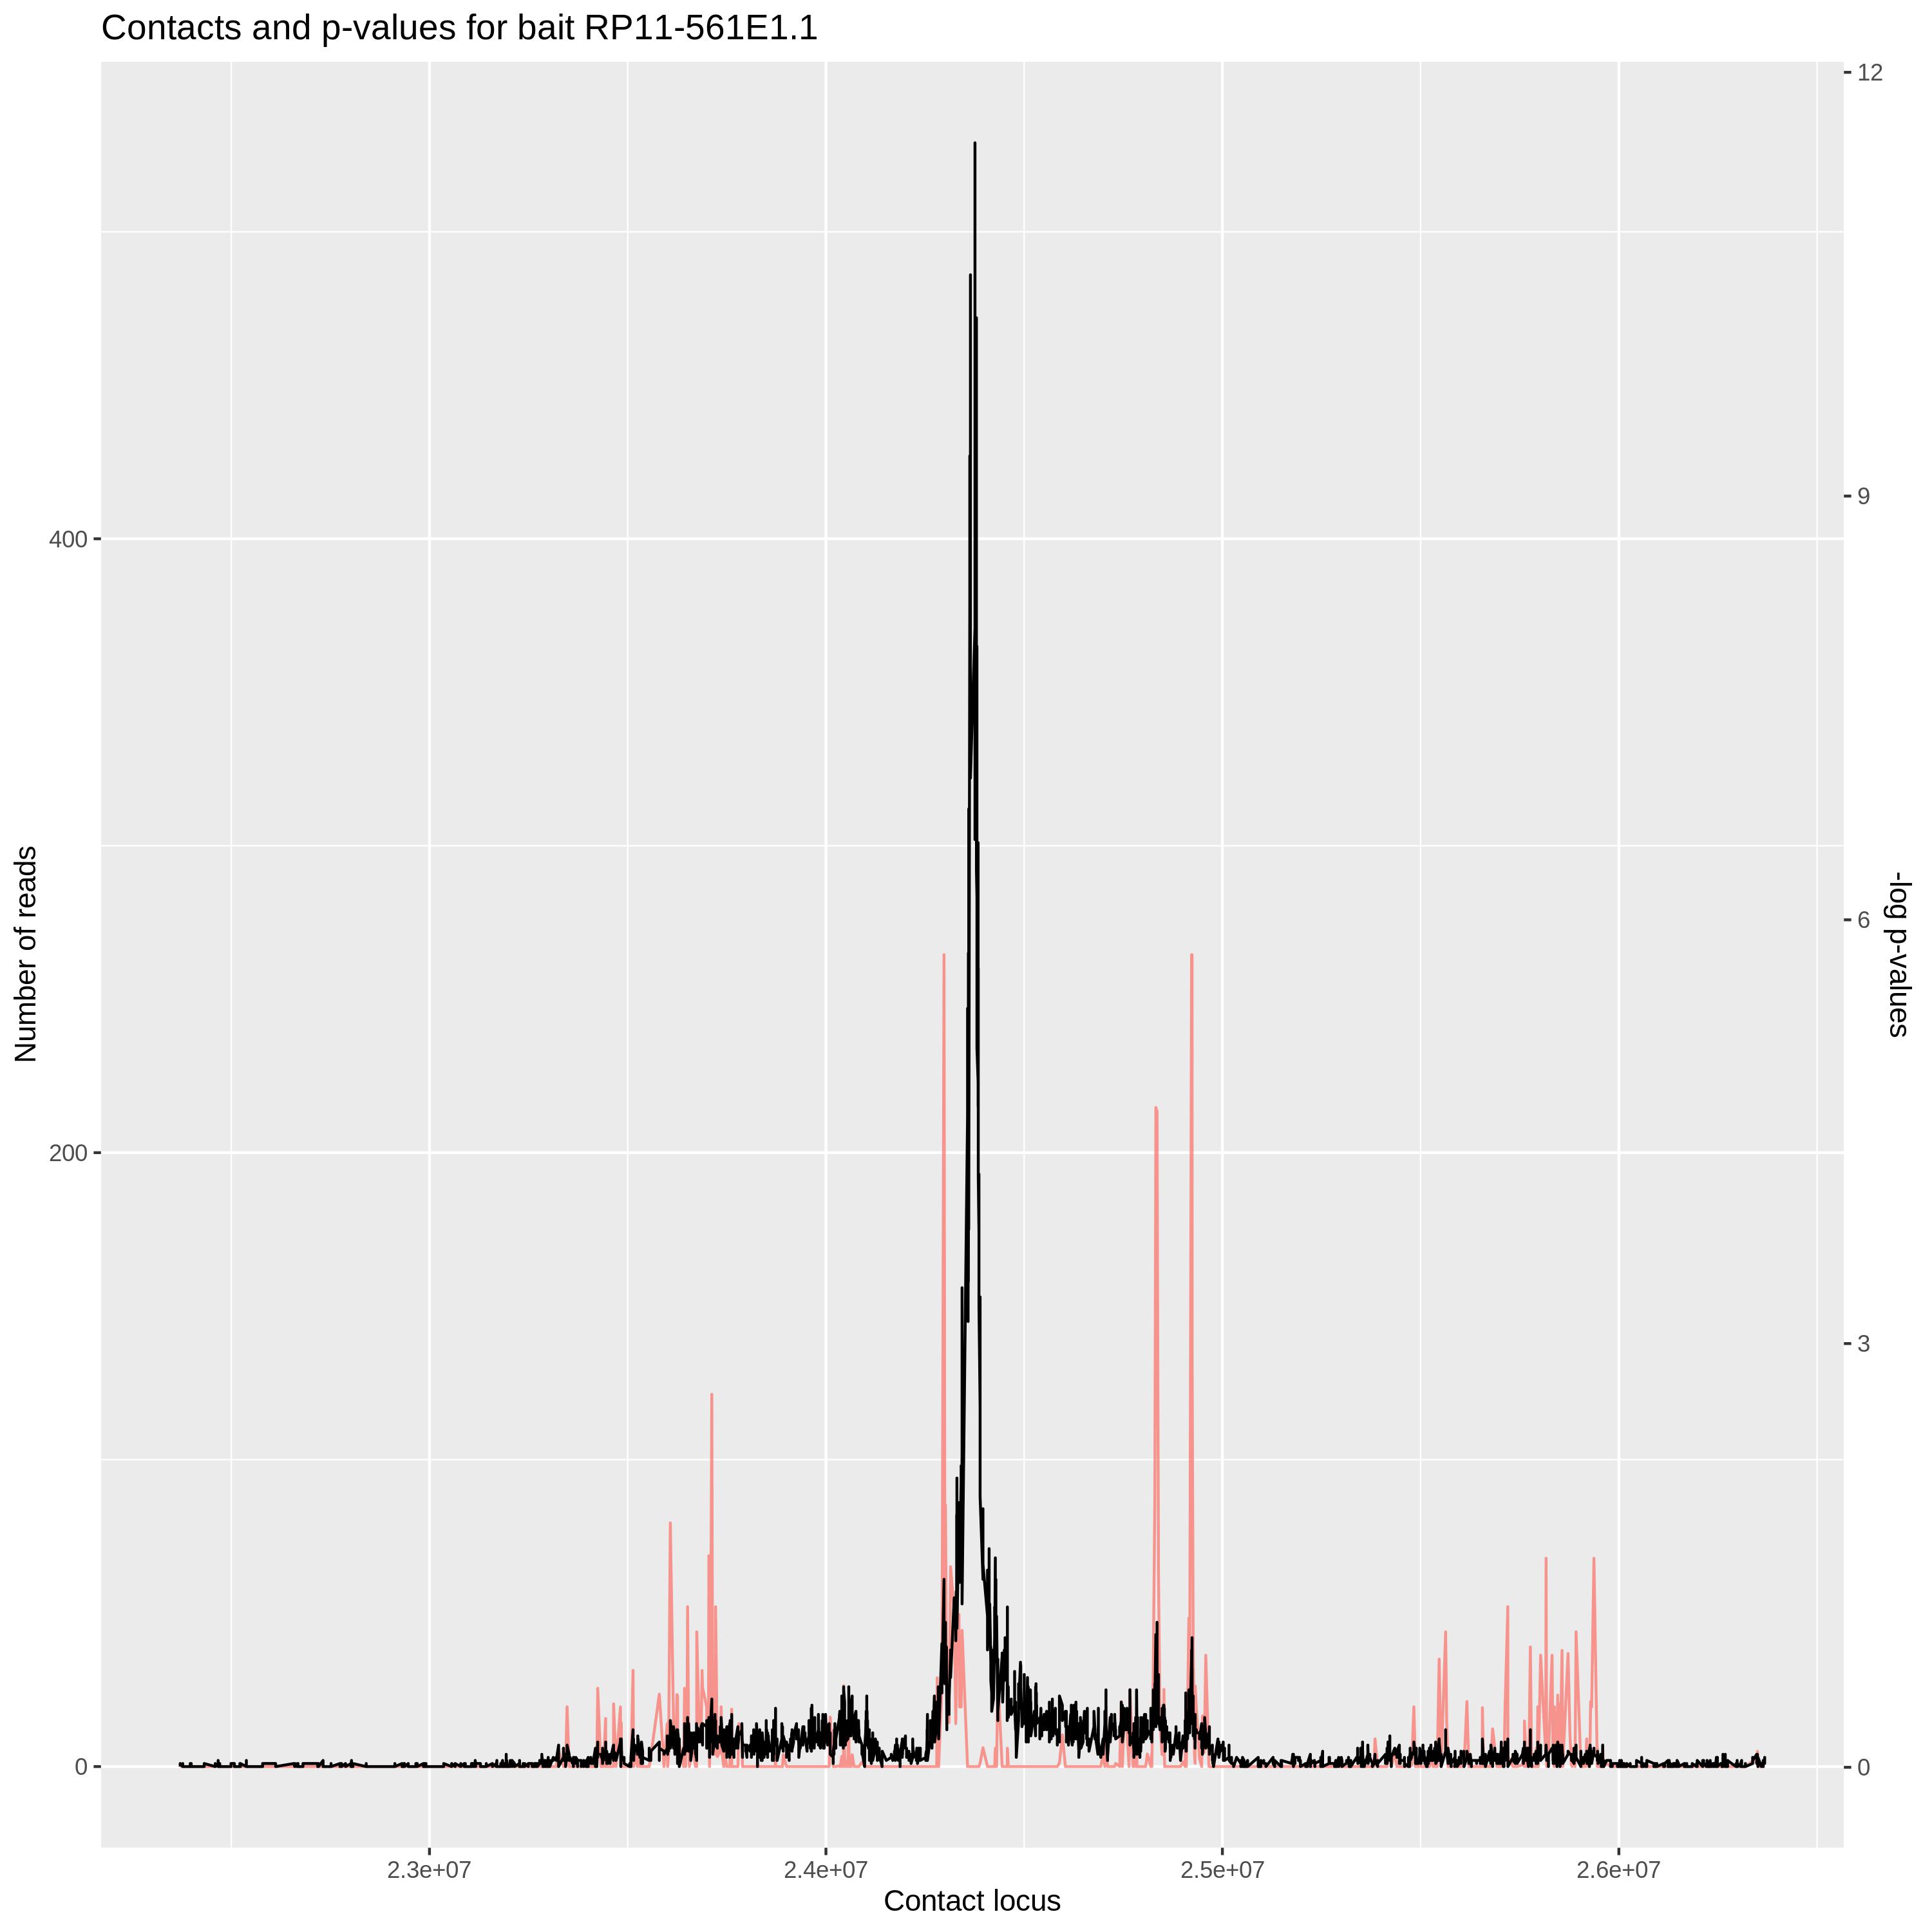 Contacts and p-values for bait RP11-561E1.1
12
9
400
6
Number of reads
-log p-values
200
3
0
0
2.3e+07
2.4e+07
2.5e+07
2.6e+07
Contact locus